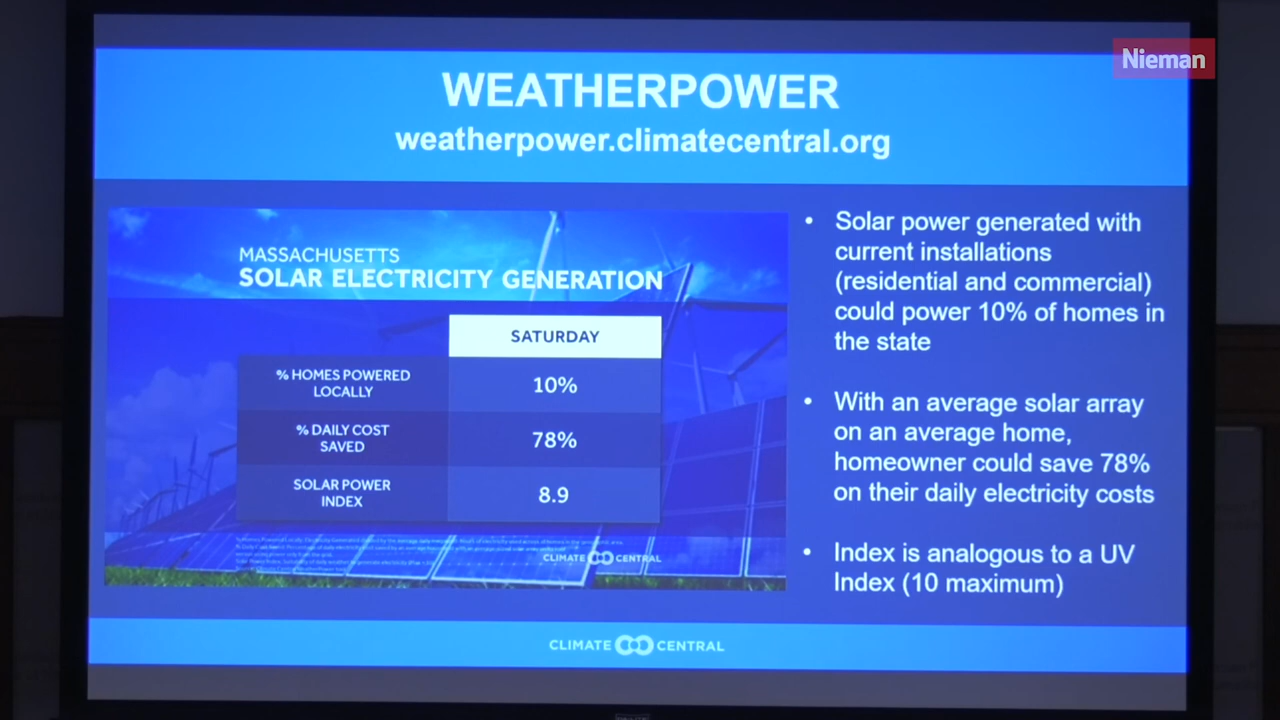 Nieman
WEATHERPOWER
weatherpower.climatecentral.org
MASSACHUSETTS
SOLAR ELECTRICITY GENERATION
SATURDAY
% HOMES POWERED
LOCALLY
10%
% DAILY COST
SAVED
78%
SOLAR POWER
INDEX
8.9
CLIMATE CENTRAL
• Solar power generated with
current installations
(residential and commercial)
could power 10% of homes in
the state
• With an average solar array
on an average home,
homeowner could save 78%
on their daily electricity costs
• Index is analogous to a UV
Index (10 maximum)
CLIMATE CENTRAL